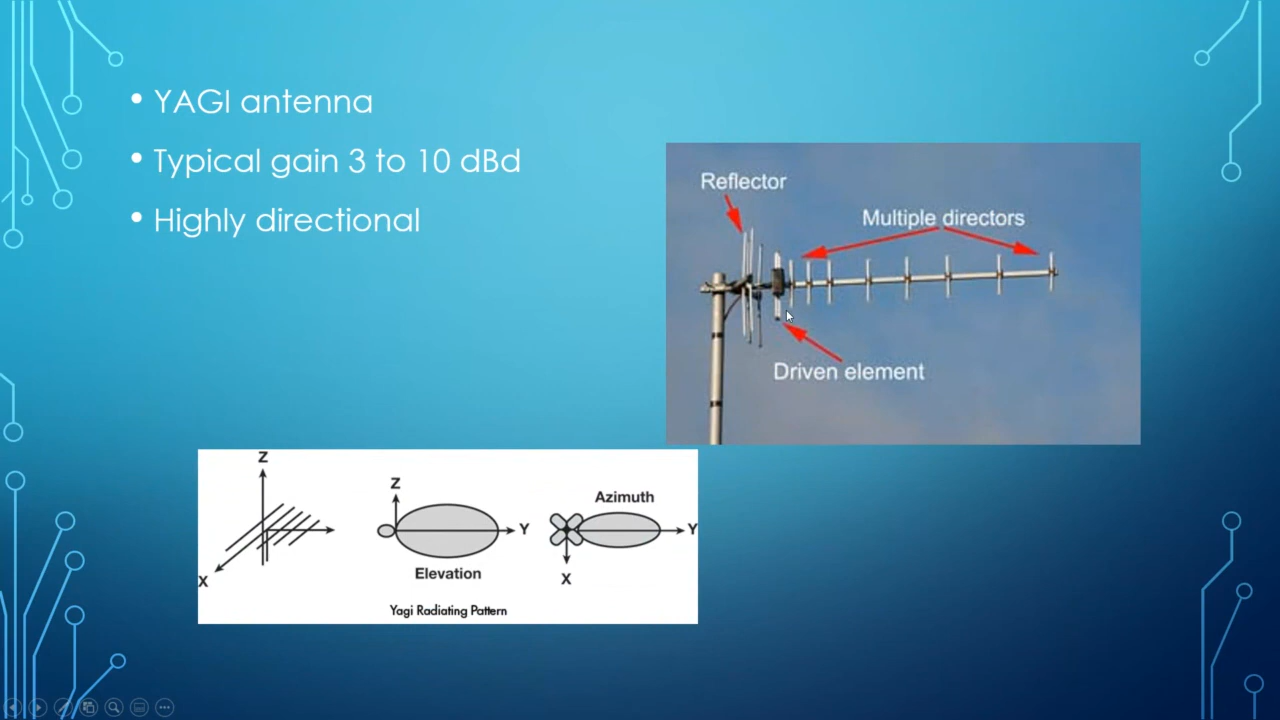 • YAGI antenna
• Typical gain 3 to 10 dBd
• Highly directional
Reflector
Multiple directors
Driven element
Z
X
Z
Y
Elevation
Azimuth
Y
X
Yagi Radiating Pattern